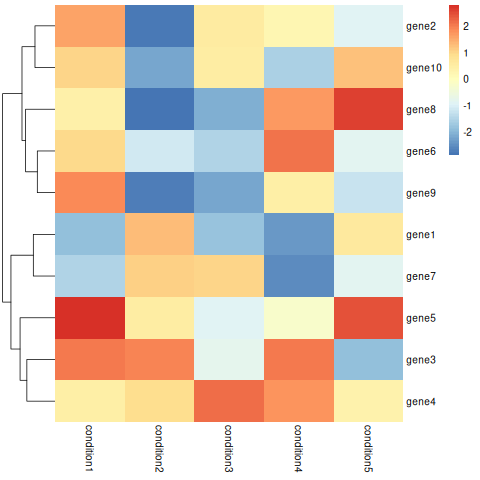 gene2
gene10
gene8
gene6
gene9
gene1
gene7
gene5
gene3
gene4
condition1
condition2
condition3
condition4
condition5
2
1
0
-1
-2